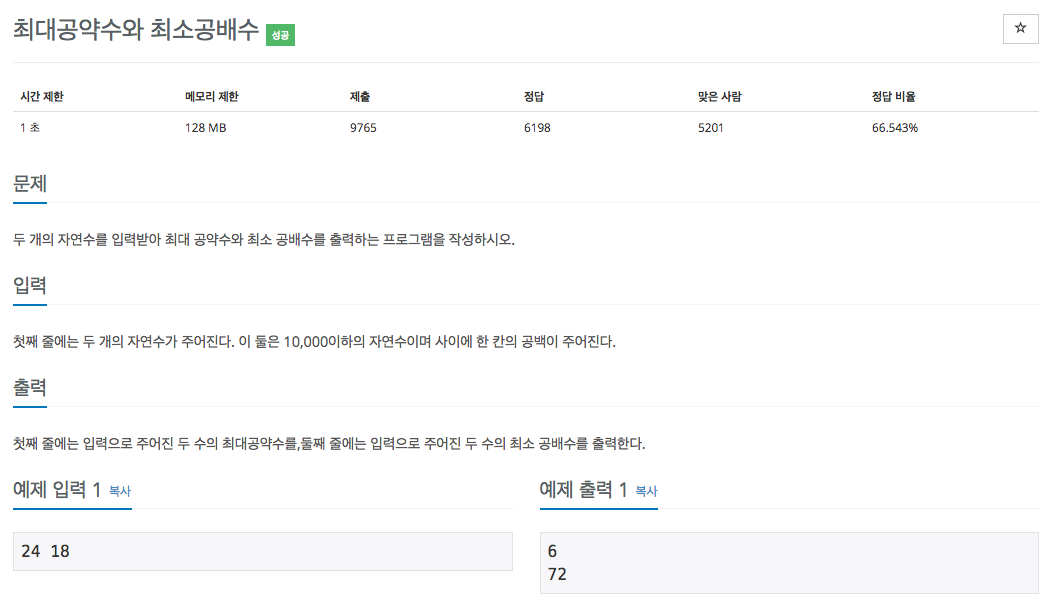 최대공약수와 최소공배수 성공
☆
시간 제한 메모리 제한 제출 정답 맞은 사람 정답 비율
1 초 128 MB 9765 6198 5201 66.543%
문제
두 개의 자연수를 입력받아 최대 공약수와 최소 공배수를 출력하는 프로그램을 작성하시오.
입력
첫째 줄에는 두 개의 자연수가 주어진다. 이 둘은 10,000이하의 자연수이며 사이에 한 칸의 공백이 주어진다.
출력
첫째 줄에는 입력으로 주어진 두 수의 최대공약수를,둘째 줄에는 입력으로 주어진 두 수의 최소 공배수를 출력한다.
예제 입력 1 복사
24 18
예제 출력 1 복사
6
72